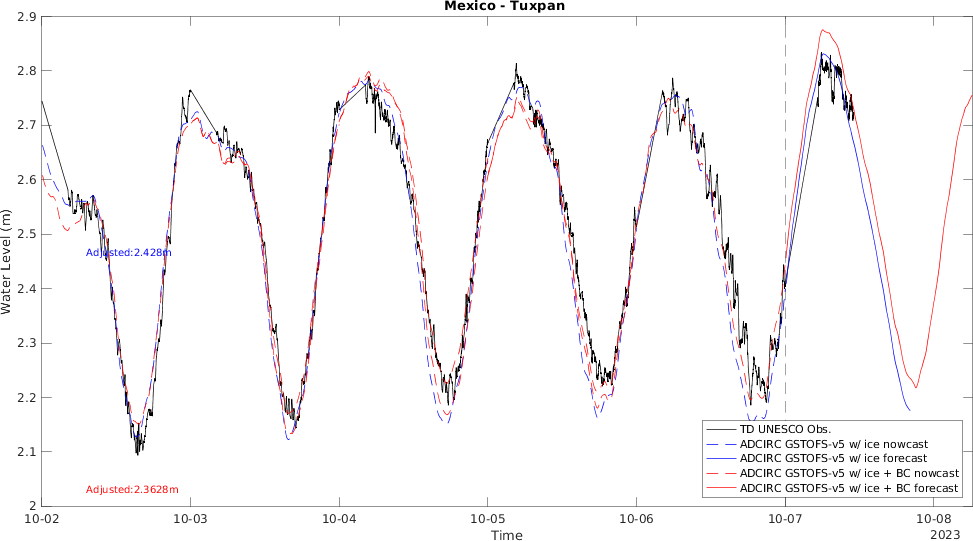 Mexico - Tuxpan
2.9
2.8
2.7
2.6
2.5
2.4
2.3
2.2
2.1
2
Water Level (m)
Adjusted:2.428m
Adjusted:2.3628m
TD UNESCO Obs.
ADCIRC GSTOFS-v5 w/ ice nowcast
ADCIRC GSTOFS-v5 w/ ice forecast
ADCIRC GSTOFS-v5 w/ ice + BC nowcast
ADCIRC GSTOFS-v5 w/ ice + BC forecast
10-02 10-03 10-04 10-05 10-06 10-07 10-08
Time
2023